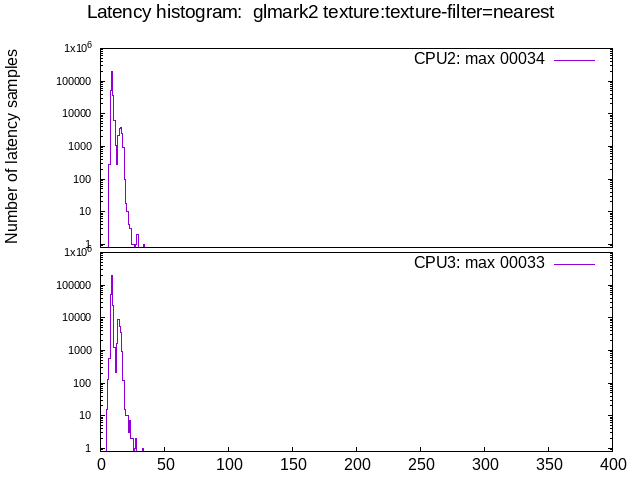 Latency histogram:  glmark2 texture:texture-filter=nearest
Number of latency samples
CPU2: max 00034
1x10^6
100000
10000
1000
100
10
1
CPU3: max 00033
1x10^6
100000
10000
1000
100
10
1
0 50 100 150 200 250 300 350 400